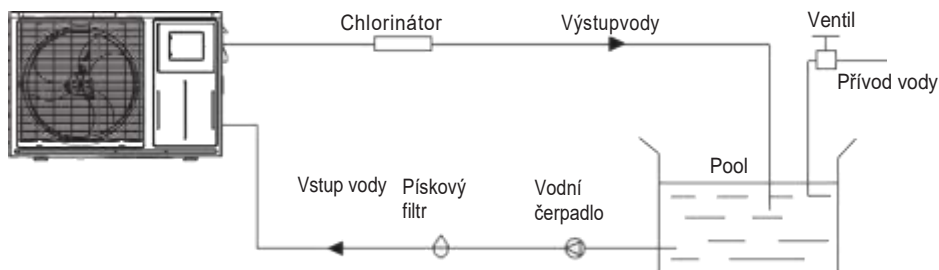 Chlorinátor
Výstupvody
Ventil
Přívod vody
Pool
Vstup vody
Pískový
filtr
Vodní
čerpadlo